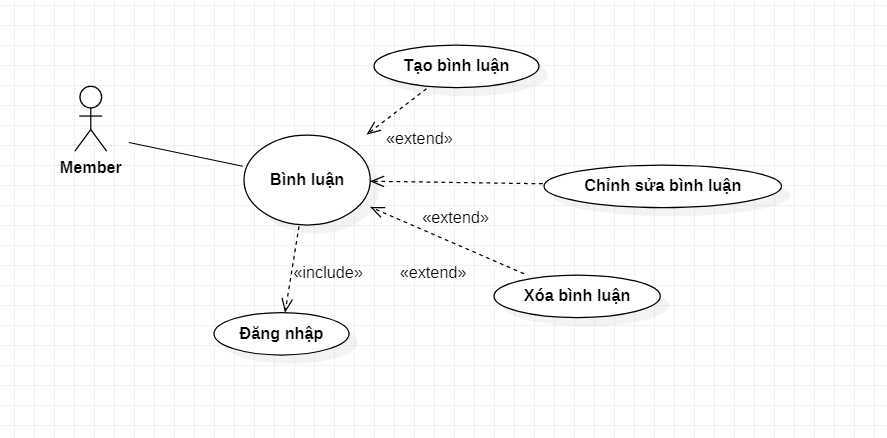 Tạo bình luận
«extend»
Member
Bình luận
Chỉnh sửa bình luận
«extend»
«include»
«extend»
Xóa bình luận
Đăng nhập